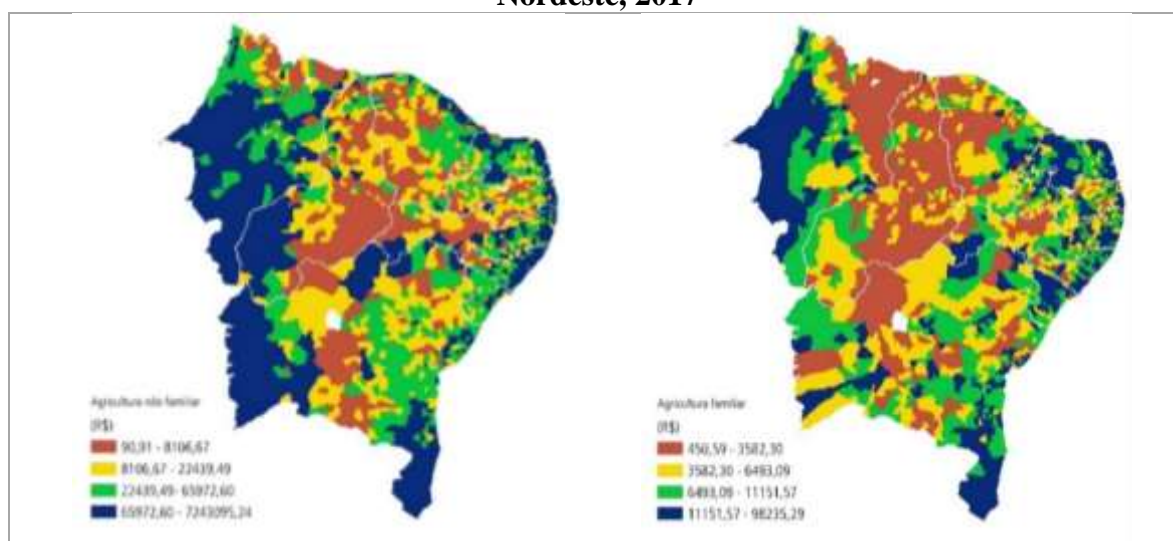 Nordeste, 2017
Agricultura não familiar
(R$)
90,91 - 8106,67
8106,67 - 22439,49
22439,49- 65972,60
65972,60 - 7243095,24
Agricultura familiar
(R$)
450,59 - 3582,30
3582,30 - 6493,09
6493,09 - 11151,57
11151,57 - 98235,29